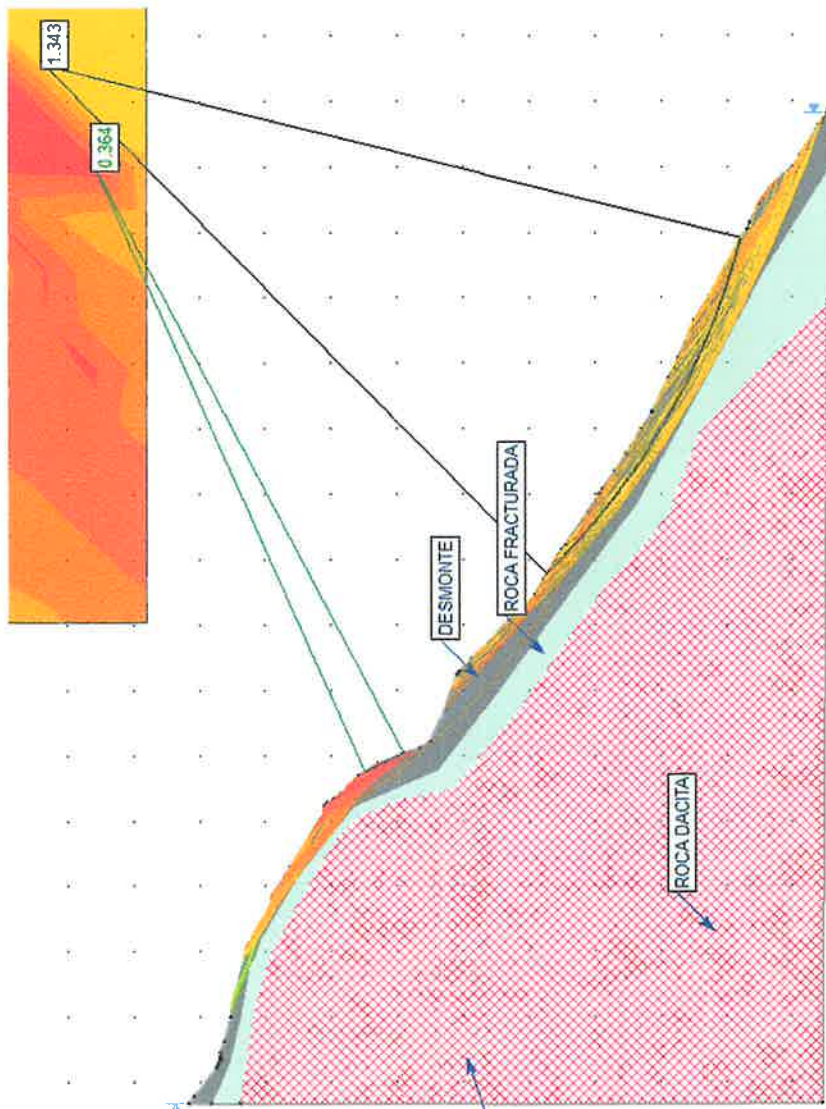 1.343
0.364
DESMONTE
ROCA FRACTURADA
ROCA DACITA